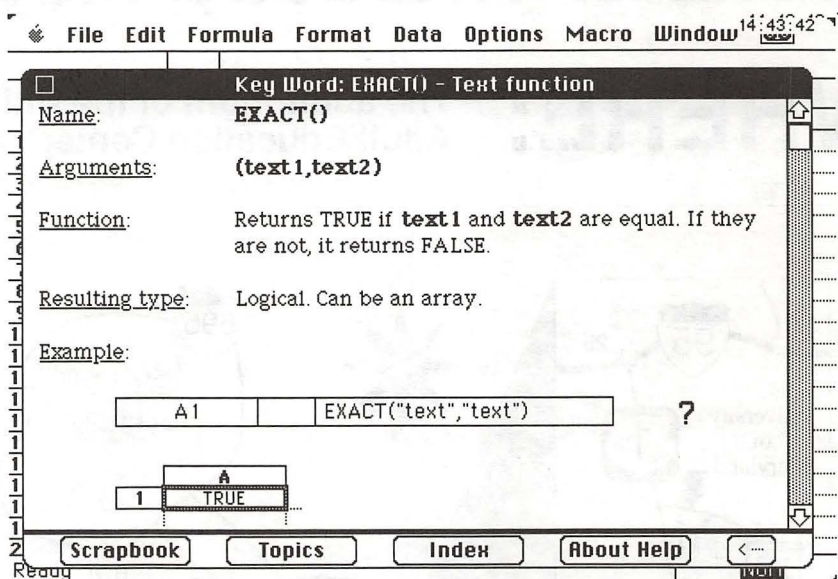 File Edit Formula Format Data Options Macro Window 14:43:42
Key Word: EXACT() - Text function
Name: EXACT()
Arguments: (text1,text2)
Function: Returns TRUE if text1 and text2 are equal. If they
are not, it returns FALSE.
Resulting type: Logical. Can be an array.
Example:
A1 EXACT("text","text") ?
A
1 TRUE
Scrapbook Topics Index About Help <---
Ready